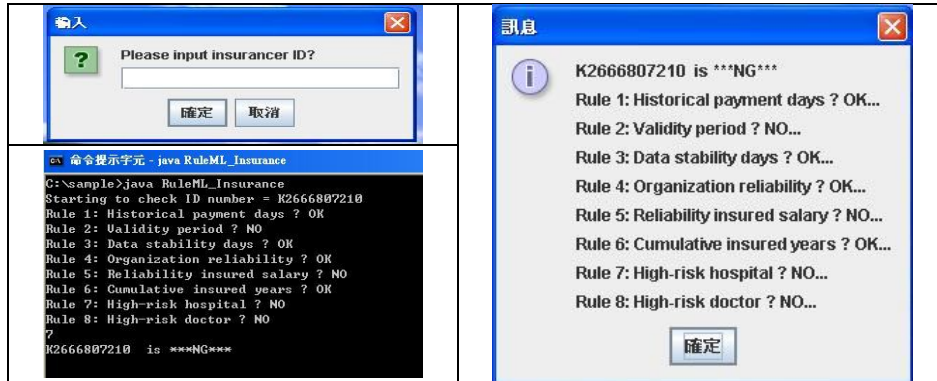 輸入
Please input insurancer ID?
確定 取消
命令提示字元 - java RuleML_Insurance
C:\sample>java RuleML_Insurance
Starting to check ID number = K2666807210
Rule 1: Historical payment days ? OK
Rule 2: Validity period ? NO
Rule 3: Data stability days ? OK
Rule 4: Organization reliability ? OK
Rule 5: Reliability insured salary ? NO
Rule 6: Cumulative insured years ? OK
Rule 7: High-risk hospital ? NO
Rule 8: High-risk doctor ? NO
7
K2666807210 is ***NG***
訊息
K2666807210 is ***NG***
Rule 1: Historical payment days ? OK...
Rule 2: Validity period ? NO...
Rule 3: Data stability days ? OK...
Rule 4: Organization reliability ? OK...
Rule 5: Reliability insured salary ? NO...
Rule 6: Cumulative insured years ? OK...
Rule 7: High-risk hospital ? NO...
Rule 8: High-risk doctor ? NO...
確定